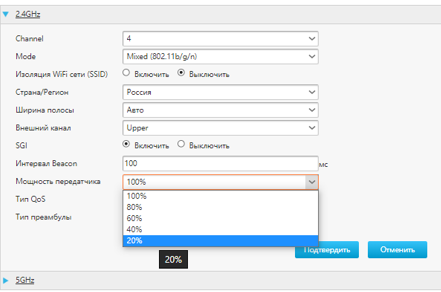 2.4GHz
Channel 4
Mode Mixed (802.11b/g/n)
Изоляция WiFi сети (SSID) Включить Выключить
Страна/Регион Россия
Ширина полосы Авто
Внешний канал Upper
SGI Включить Выключить
Интервал Beacon 100 мс
Мощность передатчика 100%
100%
Тип QoS 80%
Тип преамбулы 60%
40%
20%
20%
Подтвердить Отменить
5GHz